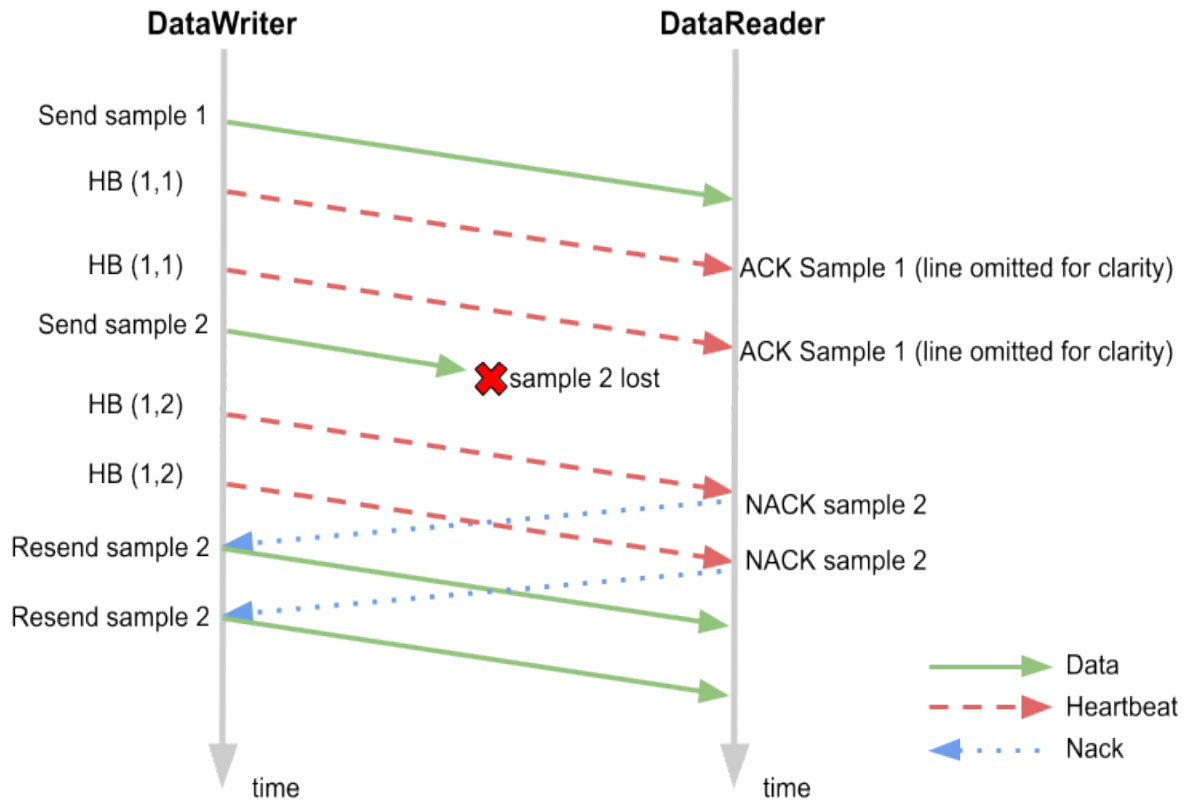 DataWriter
DataReader
Send sample 1
HB (1,1)
HB (1,1)
ACK Sample 1 (line omitted for clarity)
Send sample 2
ACK Sample 1 (line omitted for clarity)
sample 2 lost
HB (1,2)
HB (1,2)
NACK sample 2
Resend sample 2
NACK sample 2
Resend sample 2
Data
Heartbeat
Nack
time
time